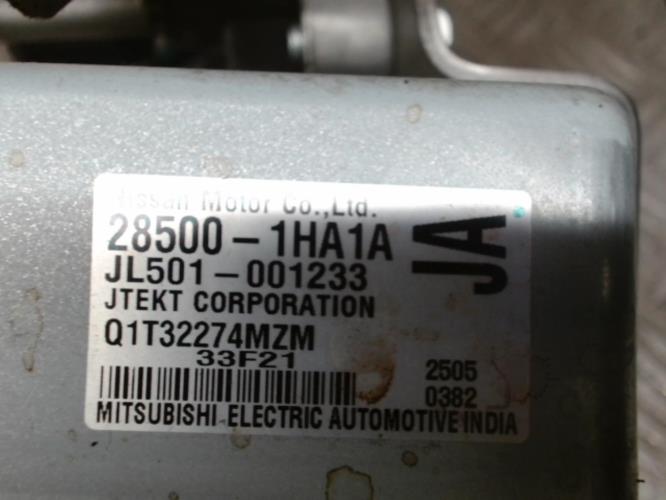 Nissan Motor Co.,Ltd.
28500-1HA1A
JA
JL501-001233
JTEKT CORPORATION
Q1T32274MZM
33F21
2505
0382
MITSUBISHI ELECTRIC AUTOMOTIVE INDIA